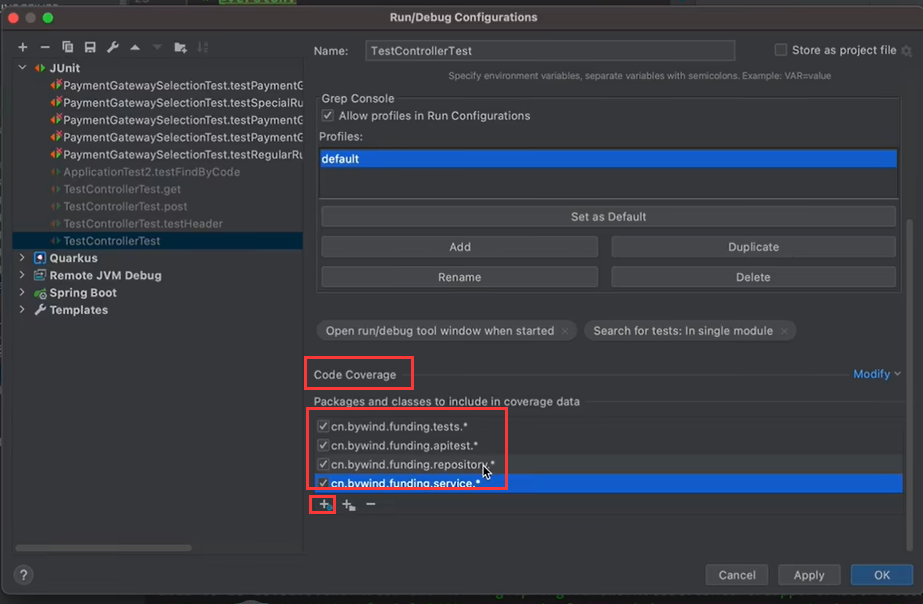 Run/Debug Configurations
Name:
TestControllerTest
Store as project file
Specify environment variables, separate variables with semicolons. Example: VAR=value
JUnit
PaymentGatewaySelectionTest.testPaymentG
PaymentGatewaySelectionTest.testSpecialRu
PaymentGatewaySelectionTest.testPaymentG
PaymentGatewaySelectionTest.testPaymentG
PaymentGatewaySelectionTest.testRegularRu
ApplicationTest2.testFindByCode
TestControllerTest.get
TestControllerTest.post
TestControllerTest.testHeader
TestControllerTest
Quarkus
Remote JVM Debug
Spring Boot
Templates
Grep Console
Allow profiles in Run Configurations
Profiles:
default
Set as Default
Add
Duplicate
Rename
Delete
Open run/debug tool window when started ×
Search for tests: In single module ×
Code Coverage
Modify
Packages and classes to include in coverage data
cn.bywind.funding.tests.*
cn.bywind.funding.apitest.*
cn.bywind.funding.repository.*
cn.bywind.funding.service.*
?
Cancel
Apply
OK